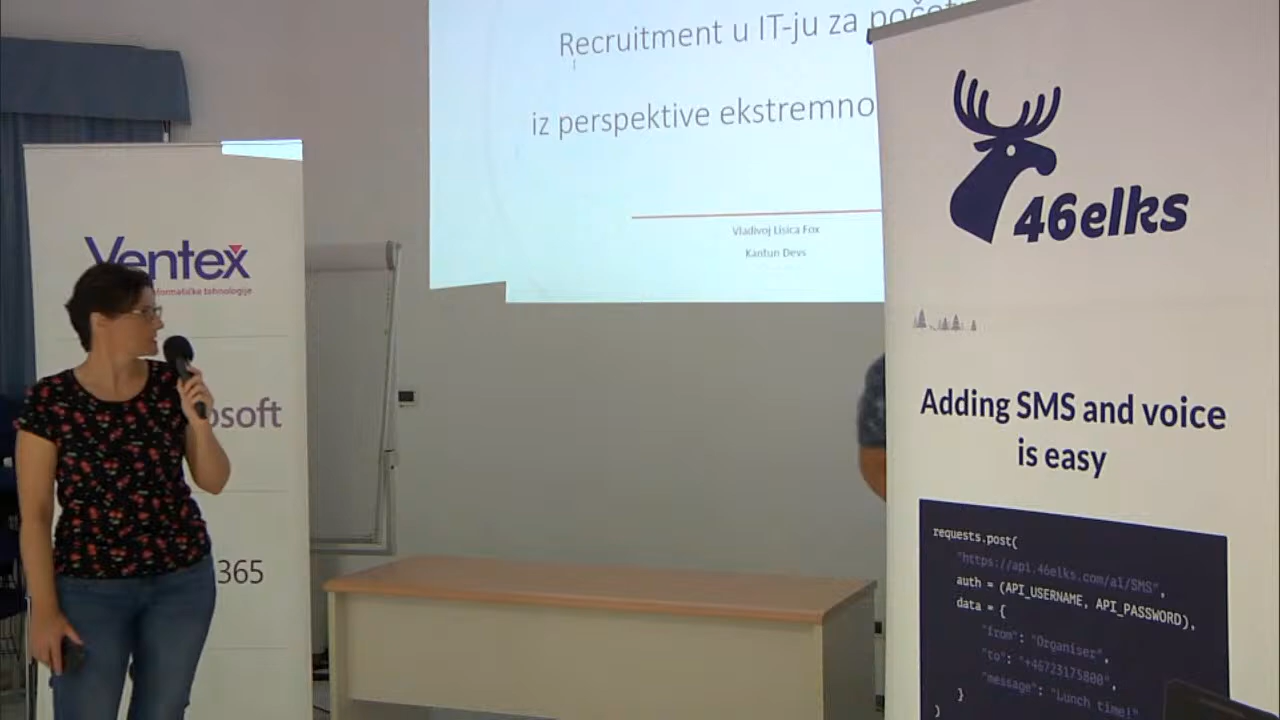 Recruitment u IT-ju za
iz perspektive ekstremno
Vladivoj Lisica Fox
Kantun Devs
Ventex
tehnologije
365
46elks
Adding SMS and voice
is easy
requests.post(
"https://api.46elks.com/a1/SMS",
auth = (API_USERNAME, API_PASSWORD),
data = {
"from": "Organiser",
"to": "+46723175800",
"message": "Lunch time!"
}
)